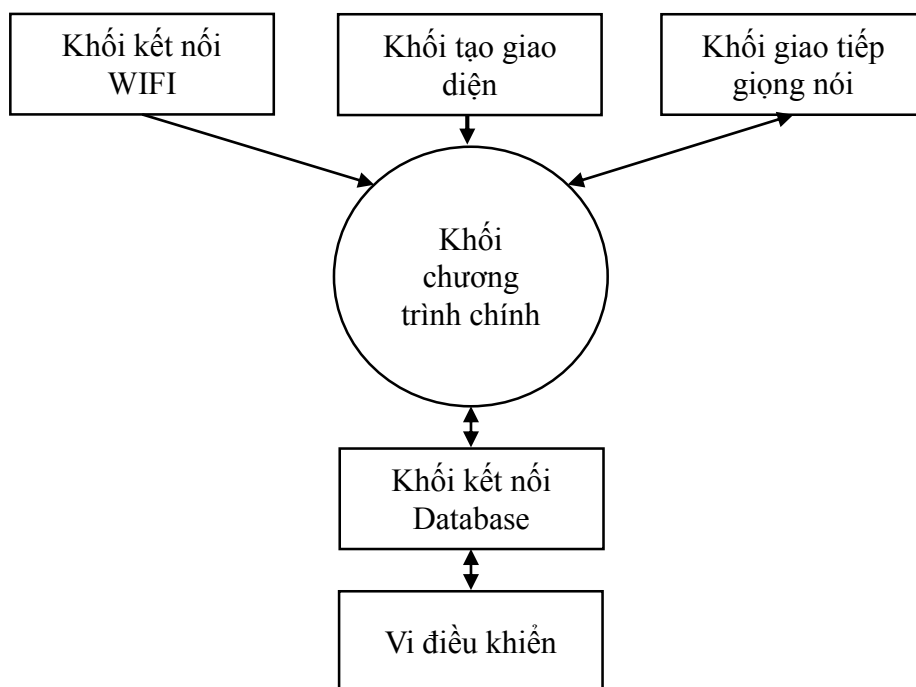 Khối kết nối
WIFI
Khối tạo giao
diện
Khối giao tiếp
giọng nói
Khối
chương
trình chính
Khối kết nối
Database
Vi điều khiển